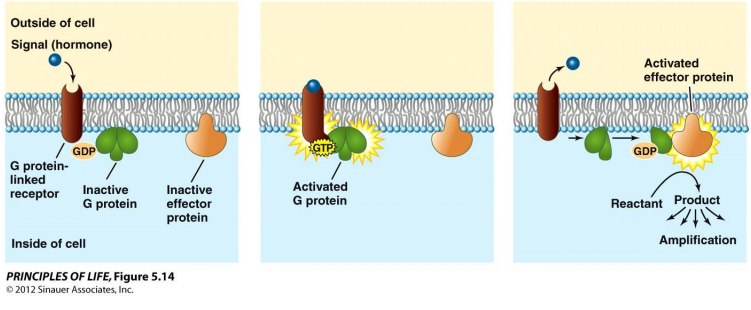 Outside of cell
Signal (hormone)
GDP
G protein-
linked
receptor
Inactive
G protein
Inactive
effector
protein
Inside of cell
GTP
Activated
G protein
Activated
effector protein
GDP
Reactant
Product
Amplification
PRINCIPLES OF LIFE, Figure 5.14
© 2012 Sinauer Associates, Inc.